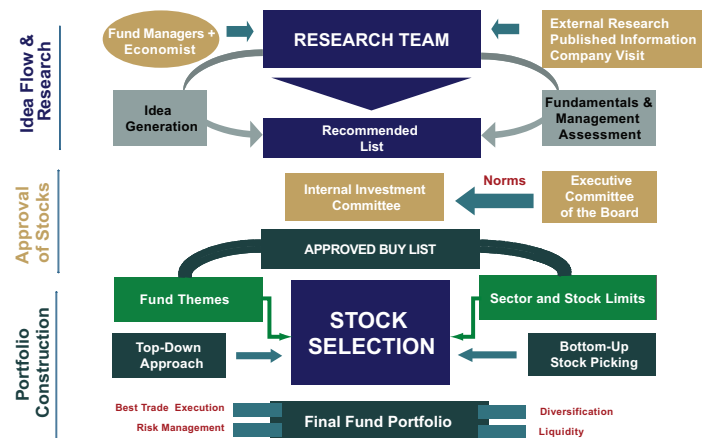 Idea Flow &
Research
Fund Managers +
Economist
RESEARCH TEAM
External Research
Published Information
Company Visit
Idea
Generation
Fundamentals &
Management
Assessment
Recommended
List
Approval
of Stocks
Internal Investment
Committee
Norms
Executive
Committee
of the Board
APPROVED BUY LIST
Portfolio
Construction
Fund Themes
STOCK
SELECTION
Sector and Stock Limits
Top-Down
Approach
Bottom-Up
Stock Picking
Best Trade Execution
Risk Management
Final Fund Portfolio
Diversification
Liquidity